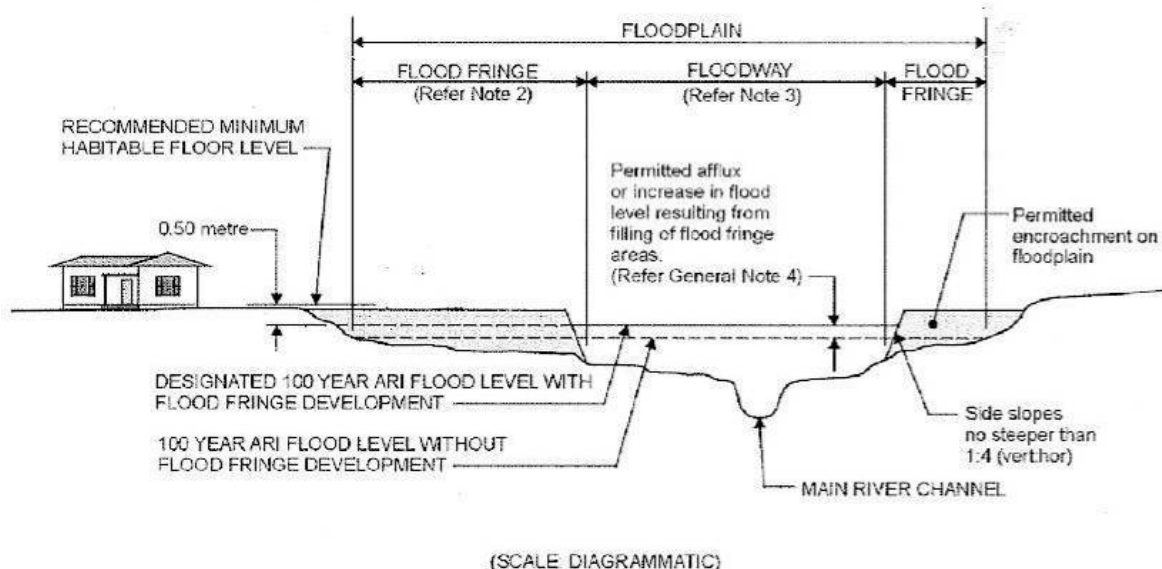 FLOODPLAIN
FLOOD FRINGE
(Refer Note 2)
FLOODWAY
(Refer Note 3)
FLOOD
FRINGE
RECOMMENDED MINIMUM
HABITABLE FLOOR LEVEL
0.50 metre
Permitted afflux
or increase in flood
level resulting from
filling of flood fringe
areas.
(Refer General Note 4)
Permitted
encroachment on
floodplain
DESIGNATED 100 YEAR ARI FLOOD LEVEL WITH
FLOOD FRINGE DEVELOPMENT
100 YEAR ARI FLOOD LEVEL WITHOUT
FLOOD FRINGE DEVELOPMENT
Side slopes
no steeper than
1:4 (vert:hor)
MAIN RIVER CHANNEL
(SCALE: DIAGRAMMATIC)